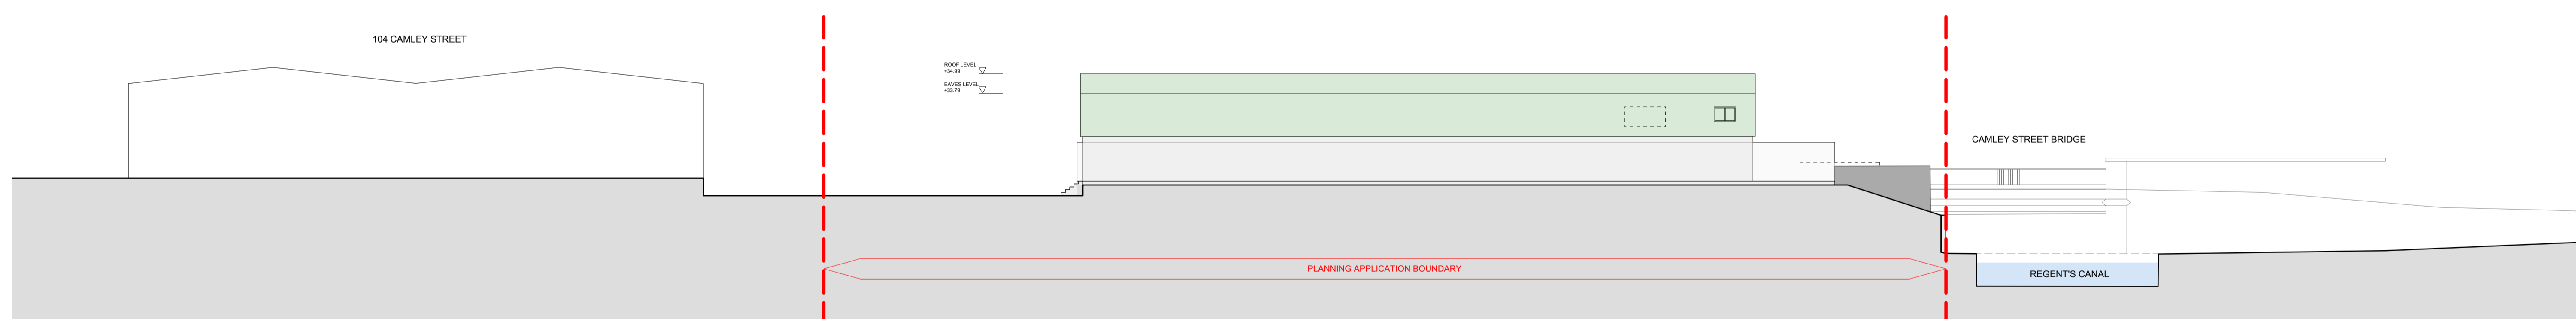 104 CAMLEY STREET
ROOF LEVEL
+34.99
EAVES LEVEL
+33.79
CAMLEY STREET BRIDGE
PLANNING APPLICATION BOUNDARY
REGENT'S CANAL